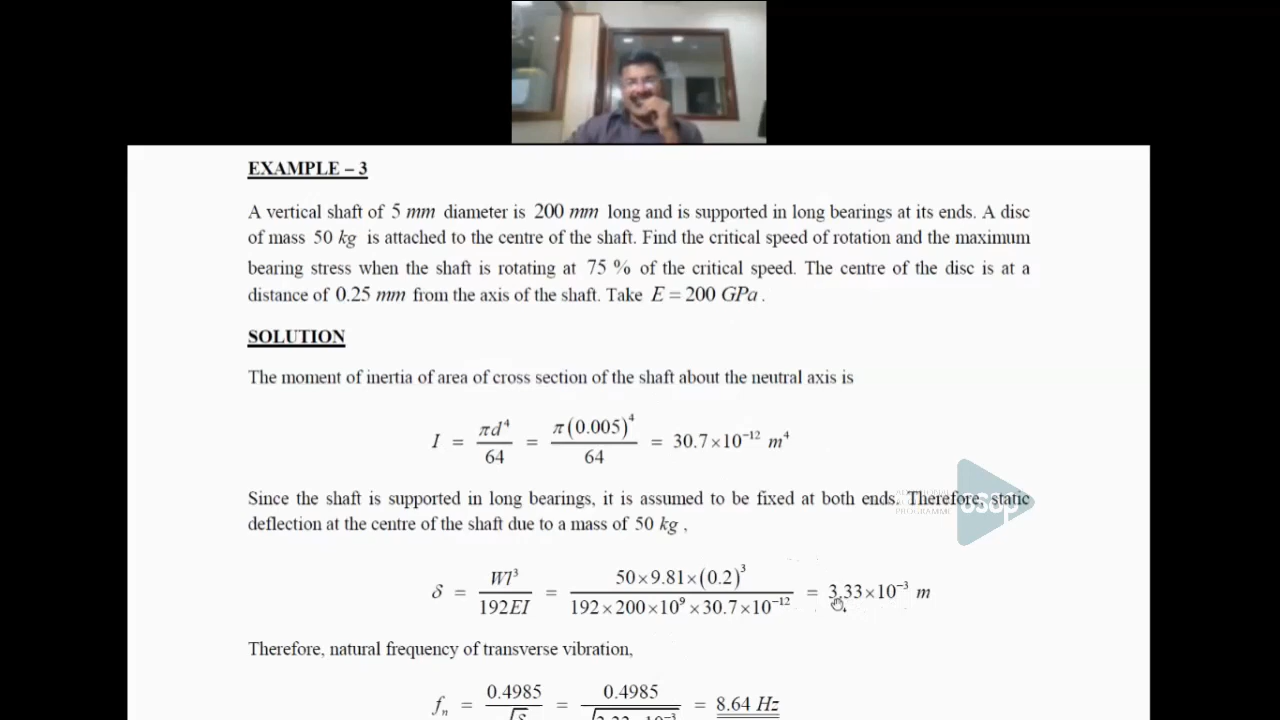 EXAMPLE – 3
A vertical shaft of 5 mm diameter is 200 mm long and is supported in long bearings at its ends. A disc
of mass 50 kg is attached to the centre of the shaft. Find the critical speed of rotation and the maximum
bearing stress when the shaft is rotating at 75 % of the critical speed. The centre of the disc is at a
distance of 0.25 mm from the axis of the shaft. Take E = 200 GPa .
SOLUTION
The moment of inertia of area of cross section of the shaft about the neutral axis is
I = πd⁴/64 = π(0.005)⁴/64 = 30.7×10⁻¹² m⁴
Since the shaft is supported in long bearings, it is assumed to be fixed at both ends. Therefore, static
deflection at the centre of the shaft due to a mass of 50 kg ,
δ = Wl³/192EI = 50×9.81×(0.2)³/192×200×10⁹×30.7×10⁻¹² = 3.33×10⁻³ m
Therefore, natural frequency of transverse vibration,
fₙ = 0.4985/√δ = 0.4985/√3.33×10⁻³ = 8.64 Hz
PROGRAMME